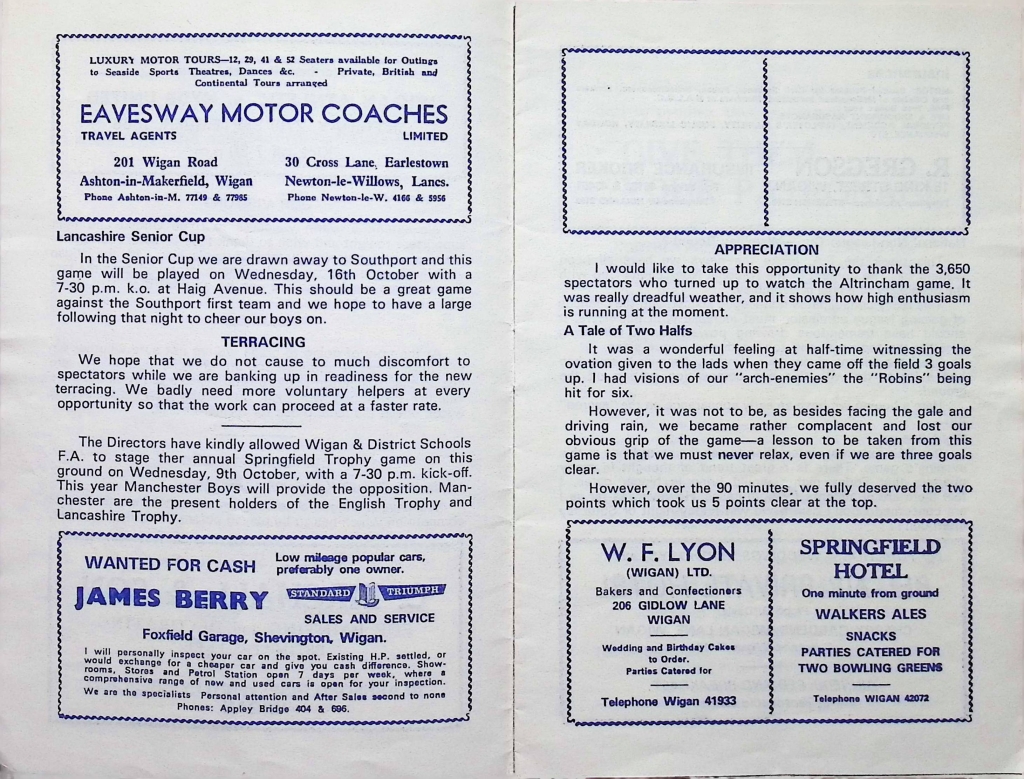 LUXURY MOTOR TOURS—12, 29, 41 & 52 Seaters available for Outings
to Seaside Sports Theatres, Dances &c. - Private, British and
Continental Tours arranged
EAVESWAY MOTOR COACHES
TRAVEL AGENTS LIMITED
201 Wigan Road
Ashton-in-Makerfield, Wigan
Phone Ashton-in-M. 77149 & 77985
30 Cross Lane, Earlestown
Newton-le-Willows, Lancs.
Phone Newton-le-W. 4166 & 5956
Lancashire Senior Cup
In the Senior Cup we are drawn away to Southport and this
game will be played on Wednesday, 16th October with a
7-30 p.m. k.o. at Haig Avenue. This should be a great game
against the Southport first team and we hope to have a large
following that night to cheer our boys on.
TERRACING
We hope that we do not cause to much discomfort to
spectators while we are banking up in readiness for the new
terracing. We badly need more voluntary helpers at every
opportunity so that the work can proceed at a faster rate.
The Directors have kindly allowed Wigan & District Schools
F.A. to stage ther annual Springfield Trophy game on this
ground on Wednesday, 9th October, with a 7-30 p.m. kick-off.
This year Manchester Boys will provide the opposition. Man-
chester are the present holders of the English Trophy and
Lancashire Trophy.
WANTED FOR CASH
Low mileage popular cars,
preferably one owner.
JAMES BERRY
STANDARD TRIUMPH
SALES AND SERVICE
Foxfield Garage, Shevington, Wigan.
I will personally inspect your car on the spot. Existing H.P. settled, or
would exchange for a cheaper car and give you cash difference. Show-
rooms, Stores and Petrol Station open 7 days per week, where a
comprehensive range of new and used cars is open for your inspection.
We are the specialists Personal attention and After Sales second to none
Phones: Appley Bridge 404 & 696.
APPRECIATION
I would like to take this opportunity to thank the 3,650
spectators who turned up to watch the Altrincham game. It
was really dreadful weather, and it shows how high enthusiasm
is running at the moment.
A Tale of Two Halfs
It was a wonderful feeling at half-time witnessing the
ovation given to the lads when they came off the field 3 goals
up. I had visions of our "arch-enemies" the "Robins" being
hit for six.
However, it was not to be, as besides facing the gale and
driving rain, we became rather complacent and lost our
obvious grip of the game—a lesson to be taken from this
game is that we must never relax, even if we are three goals
clear.
However, over the 90 minutes, we fully deserved the two
points which took us 5 points clear at the top.
W. F. LYON
(WIGAN) LTD.
Bakers and Confectioners
206 GIDLOW LANE
WIGAN
Wedding and Birthday Cakes
to Order.
Parties Catered for
Telephone Wigan 41933
SPRINGFIELD
HOTEL
One minute from ground
WALKERS ALES
SNACKS
PARTIES CATERED FOR
TWO BOWLING GREENS
Telephone WIGAN 42072